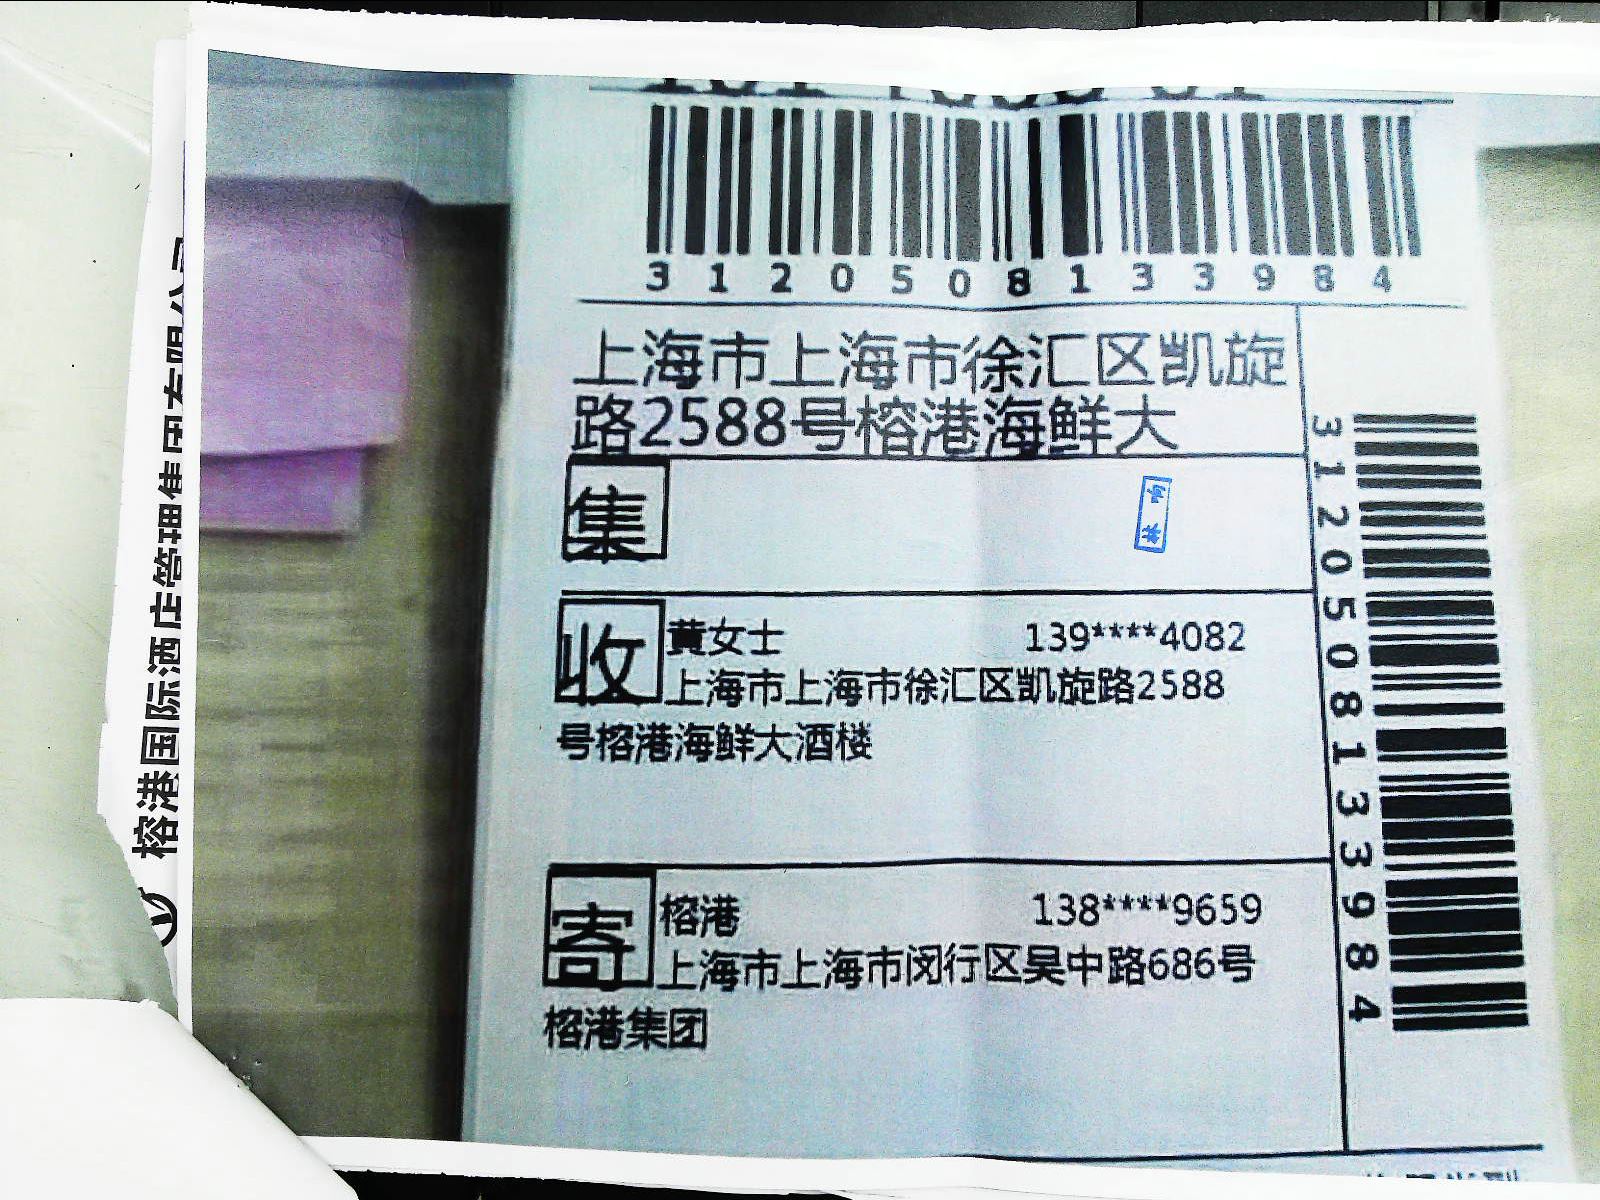 312050813 3984
上海市上海市徐汇区凯旋
路2588号榕港海鲜大
集
收
黄女士 139****4082
上海市上海市徐汇区凯旋路2588
号榕港海鲜大酒楼
寄
榕港 138****9659
上海市上海市闵行区吴中路686号
榕港集团
3120508133984
榕港国际酒店管理集团有限公司